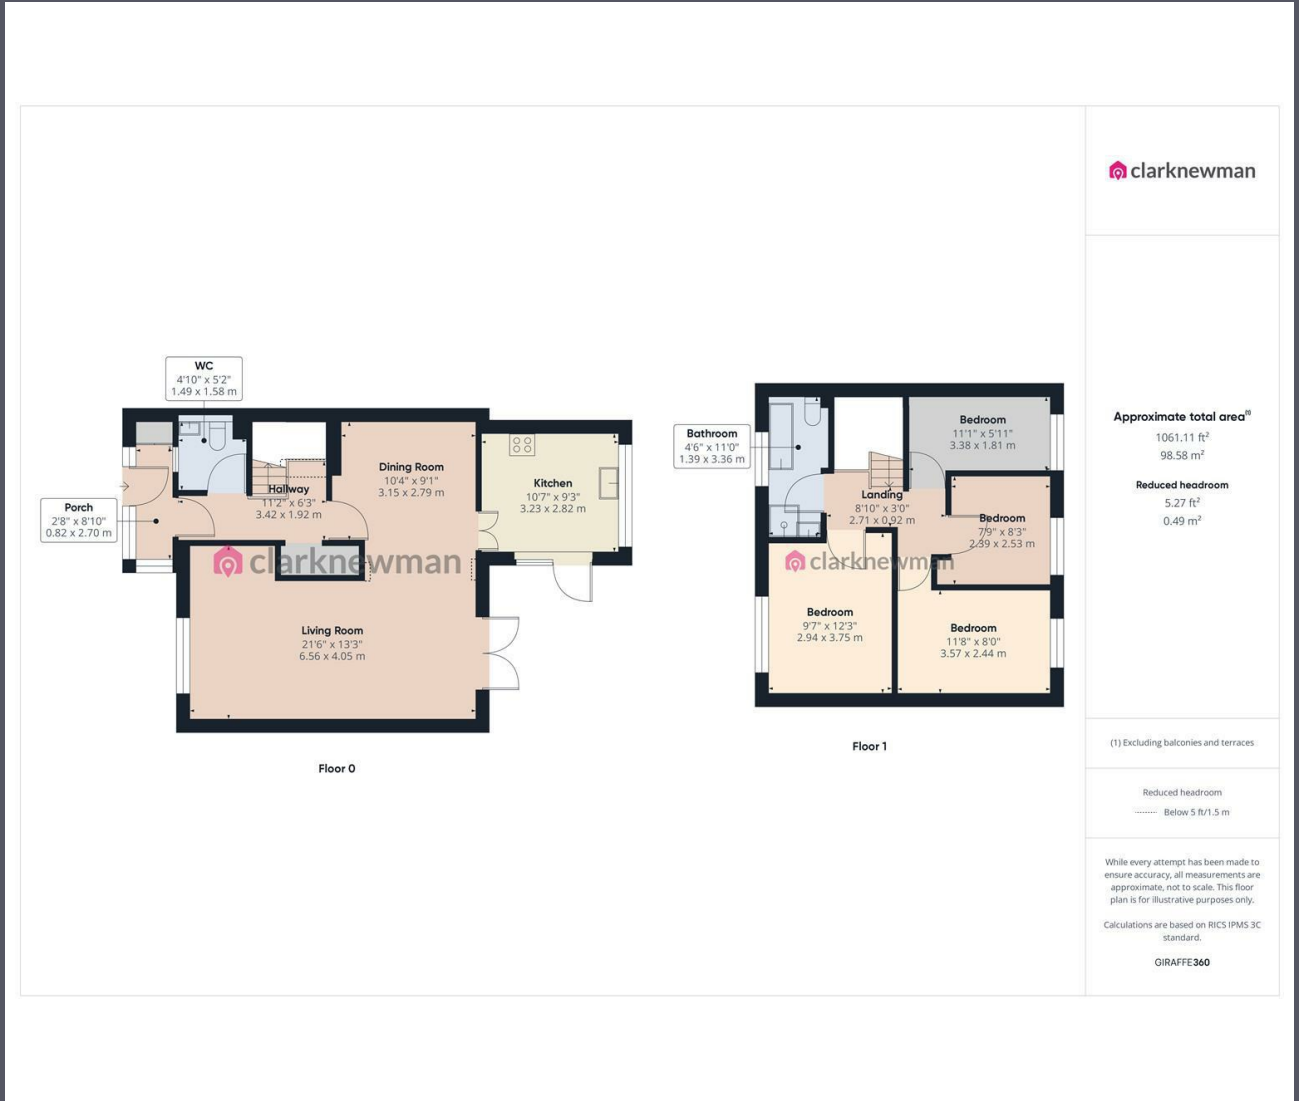 clarknewman
WC
4'10" x 5'2"
1.49 x 1.58 m
Porch
2'8" x 8'10"
0.82 x 2.70 m
Hallway
11'2" x 6'3"
3.42 x 1.92 m
Dining Room
10'4" x 9'1"
3.15 x 2.79 m
Kitchen
10'7" x 9'3"
3.23 x 2.82 m
clarknewman
Living Room
21'6" x 13'3"
6.56 x 4.05 m
Floor 0
Bathroom
4'6" x 11'0"
1.39 x 3.36 m
Bedroom
11'1" x 5'11"
3.38 x 1.81 m
Landing
8'10" x 3'0"
2.71 x 0.92 m
Bedroom
7'9" x 8'3"
2.39 x 2.53 m
clarknewman
Bedroom
9'7" x 12'3"
2.94 x 3.75 m
Bedroom
11'8" x 8'0"
3.57 x 2.44 m
Floor 1
Approximate total area(1)
1061.11 ft²
98.58 m²
Reduced headroom
5.27 ft²
0.49 m²
(1) Excluding balconies and terraces
Reduced headroom
Below 5 ft/1.5 m
While every attempt has been made to
ensure accuracy, all measurements are
approximate, not to scale. This floor
plan is for illustrative purposes only.
Calculations are based on RICS IPMS 3C
standard.
GIRAFFE360